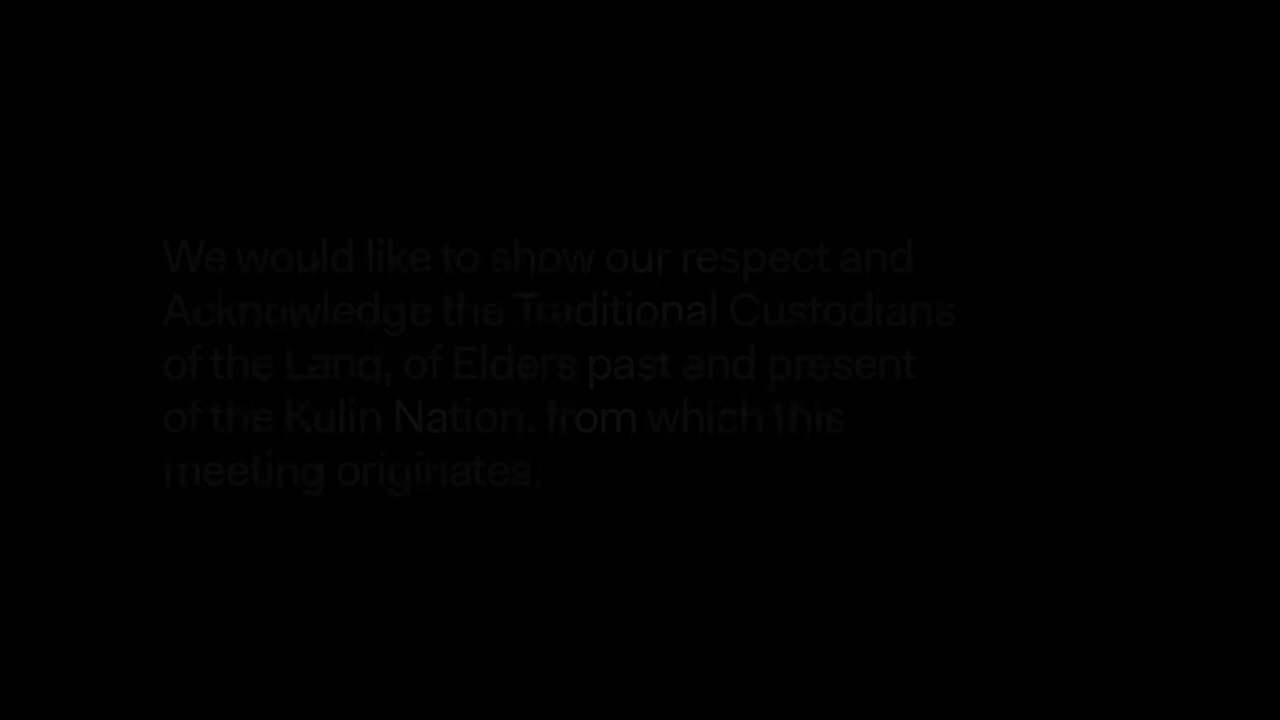 We would like to show our respect and
Acknowledge the Traditional Custodians
of the Land, of Elders past and present
of the Kulin Nation. from which this
meeting originates.